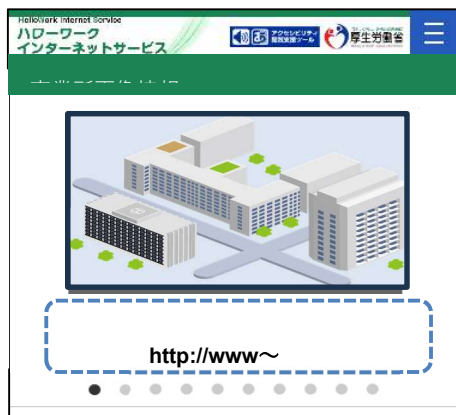 HelloWork Internet Service
ハローワーク
インターネットサービス
アクセシビリティ
閲覧支援ツール
厚生労働省
http://www～